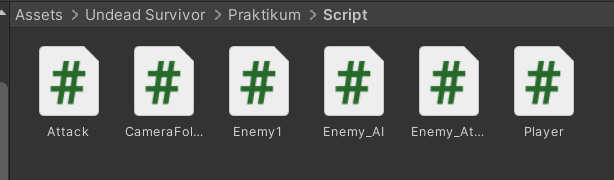 Assets > Undead Survivor > Praktikum > Script
# # # # # #
Attack CameraFol... Enemy1 Enemy_AI Enemy_At... Player